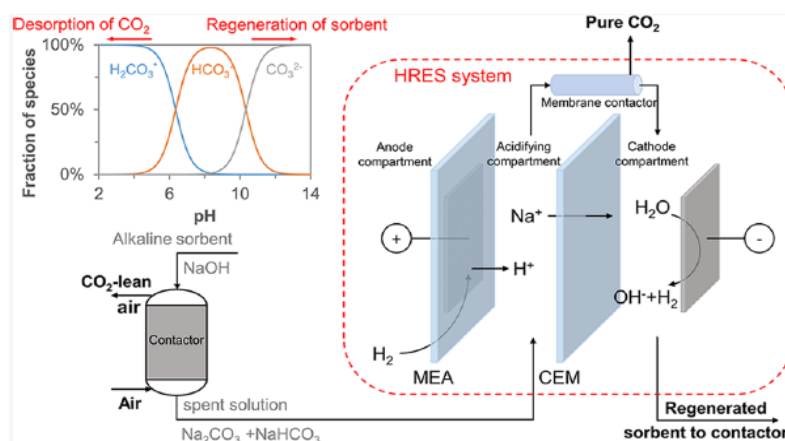 Desorption of CO₂
Regeneration of sorbent
100%
50%
0%
Fraction of species
H₂CO₃*
HCO₃⁻
CO₃²⁻
2
6
10
14
pH
Pure CO₂
HRES system
Membrane contactor
Anode
compartment
Acidifying
compartment
Cathode
compartment
+
Na⁺
H₂O
-
H⁺
OH⁻+H₂
H₂
MEA
CEM
Alkaline sorbent
NaOH
CO₂-lean
air
Contactor
Air
spent solution
Na₂CO₃ +NaHCO₃
Regenerated
sorbent to contactor